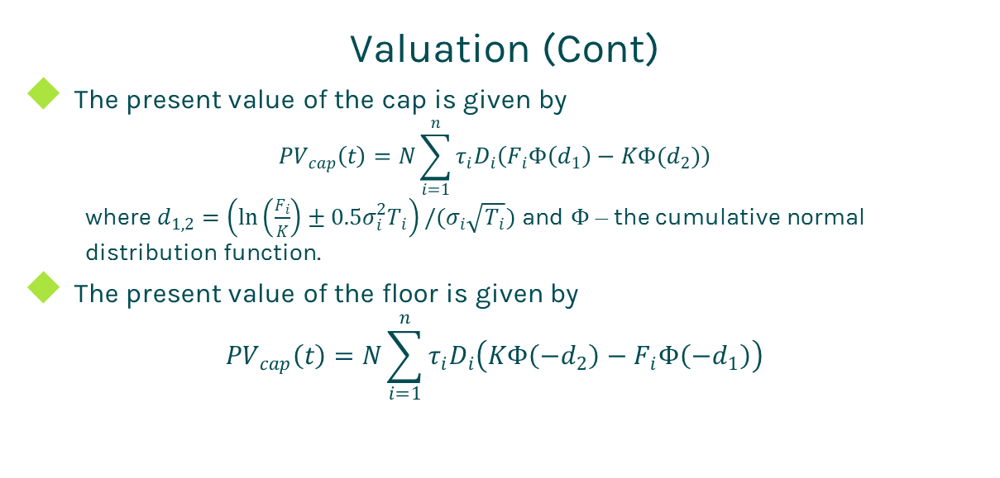 Valuation (Cont)
The present value of the cap is given by
$PV_{cap}(t) = N\sum_{i=1}^{n} \tau_i D_i (F_i \Phi(d_1) - K\Phi(d_2))$
where $d_{1,2} = \left(\ln\left(\frac{F_i}{K}\right) \pm 0.5\sigma_i^2 T_i\right)/(\sigma_i\sqrt{T_i})$ and $\Phi$ – the cumulative normal
distribution function.
The present value of the floor is given by
$PV_{cap}(t) = N\sum_{i=1}^{n} \tau_i D_i \left(K\Phi(-d_2) - F_i \Phi(-d_1)\right)$